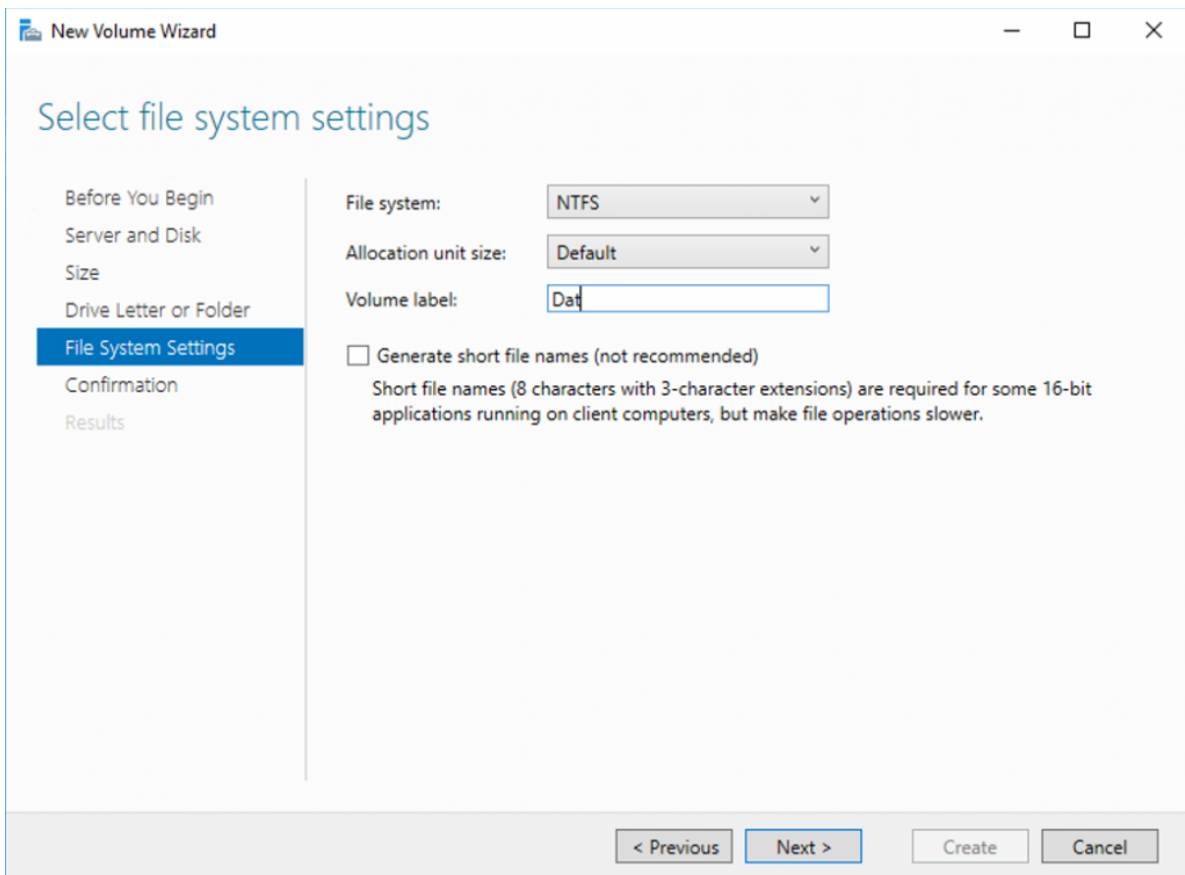 New Volume Wizard
Select file system settings
Before You Begin
Server and Disk
Size
Drive Letter or Folder
File System Settings
Confirmation
Results
File system: NTFS
Allocation unit size: Default
Volume label: Dat
Generate short file names (not recommended)
Short file names (8 characters with 3-character extensions) are required for some 16-bit
applications running on client computers, but make file operations slower.
< Previous Next > Create Cancel